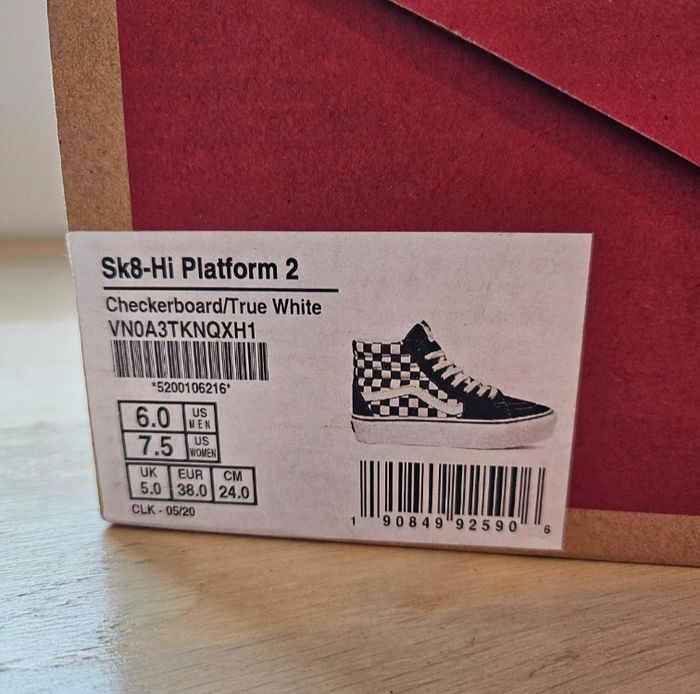 Sk8-Hi Platform 2
Checkerboard/True White
VN0A3TKNQXH1
*5200106216*
6.0 US MEN
7.5 US WOMEN
UK EUR CM
5.0 38.0 24.0
CLK - 05/20
1 90849 92590 6